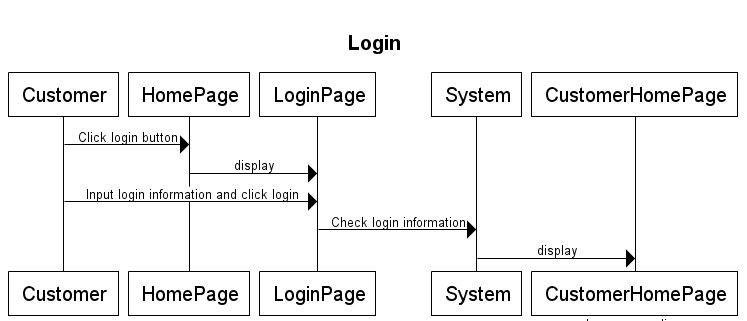 Login
Customer HomePage LoginPage System CustomerHomePage
Click login button
display
Input login information and click login
Check login information
display
Customer HomePage LoginPage System CustomerHomePage